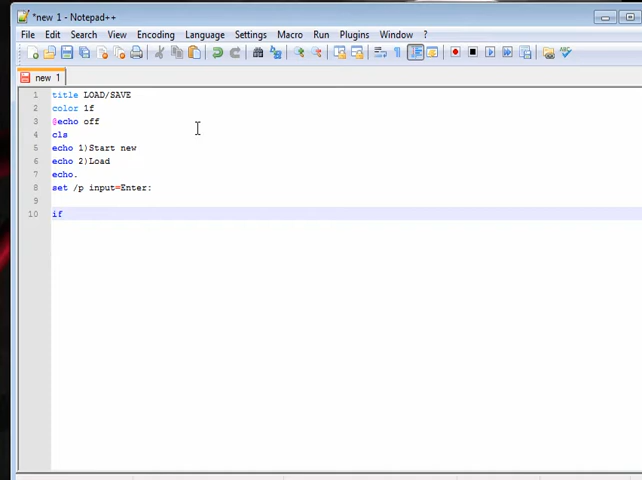 *new 1 - Notepad++
File Edit Search View Encoding Language Settings Macro Run Plugins Window ?
new 1
1 title LOAD/SAVE
2 color 1f
3 @echo off
4 cls
5 echo 1)Start new
6 echo 2)Load
7 echo.
8 set /p input=Enter:
9
10 if